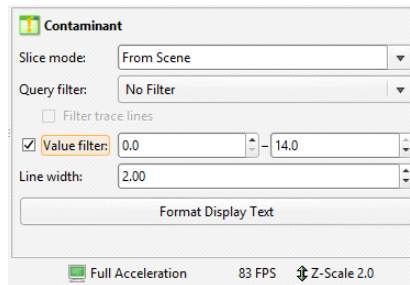 Contaminant
Slice mode: From Scene
Query filter: No Filter
Filter trace lines
Value filter: 0.0 – 14.0
Line width: 2.00
Format Display Text
Full Acceleration 83 FPS Z-Scale 2.0